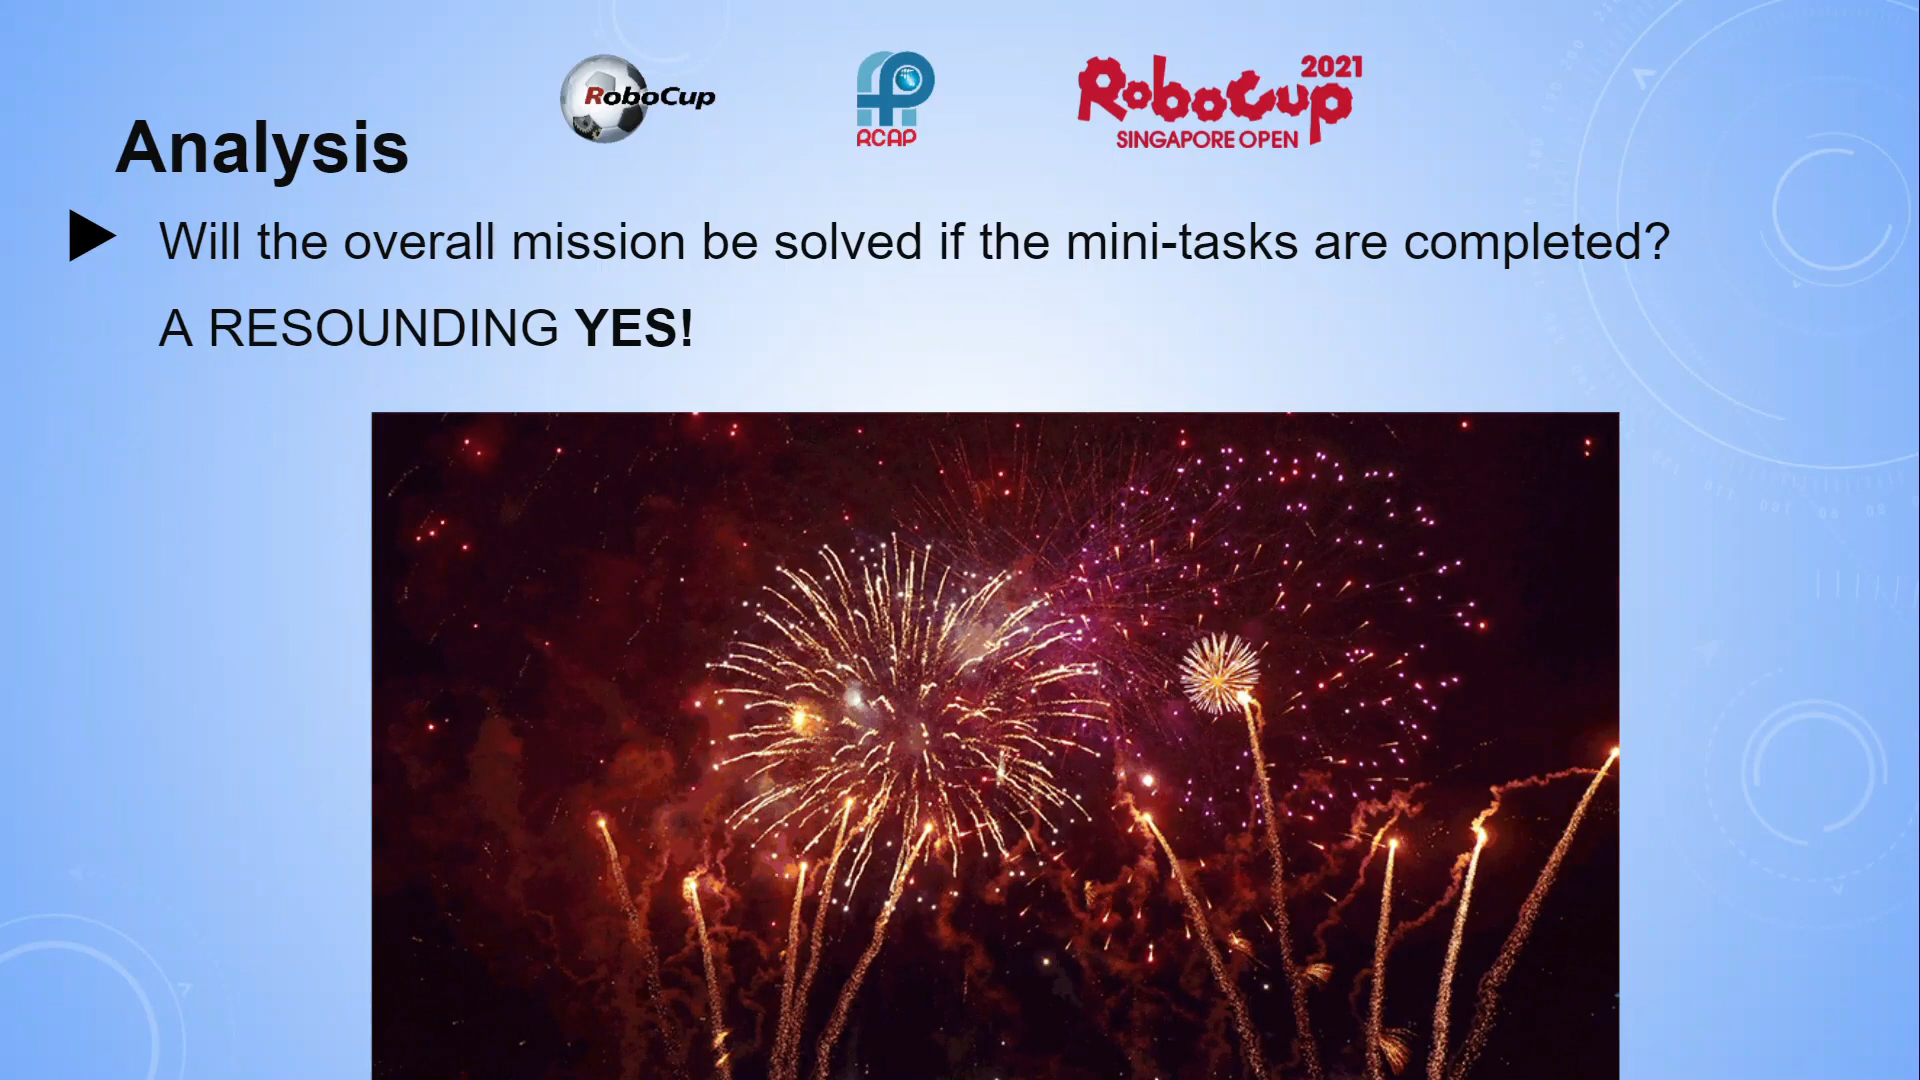 RoboCup
RCAP
2021
RoboCup
SINGAPORE OPEN
Analysis
Will the overall mission be solved if the mini-tasks are completed?
A RESOUNDING YES!